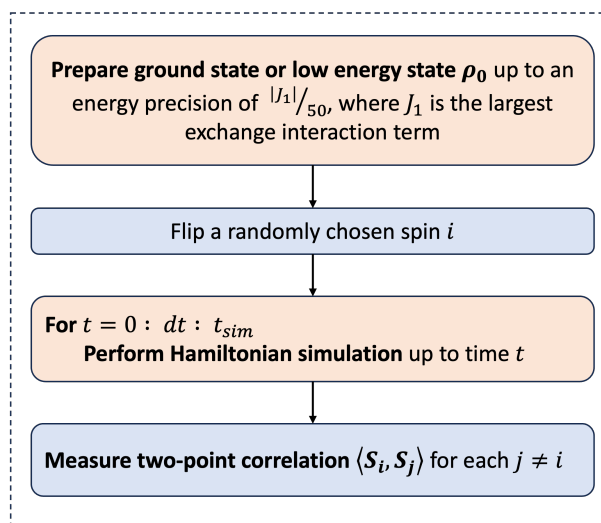 Prepare ground state or low energy state ρ₀ up to an
energy precision of |J₁|/50, where J₁ is the largest
exchange interaction term
Flip a randomly chosen spin i
For t = 0 : dt : t_sim
Perform Hamiltonian simulation up to time t
Measure two-point correlation ⟨S_i, S_j⟩ for each j ≠ i